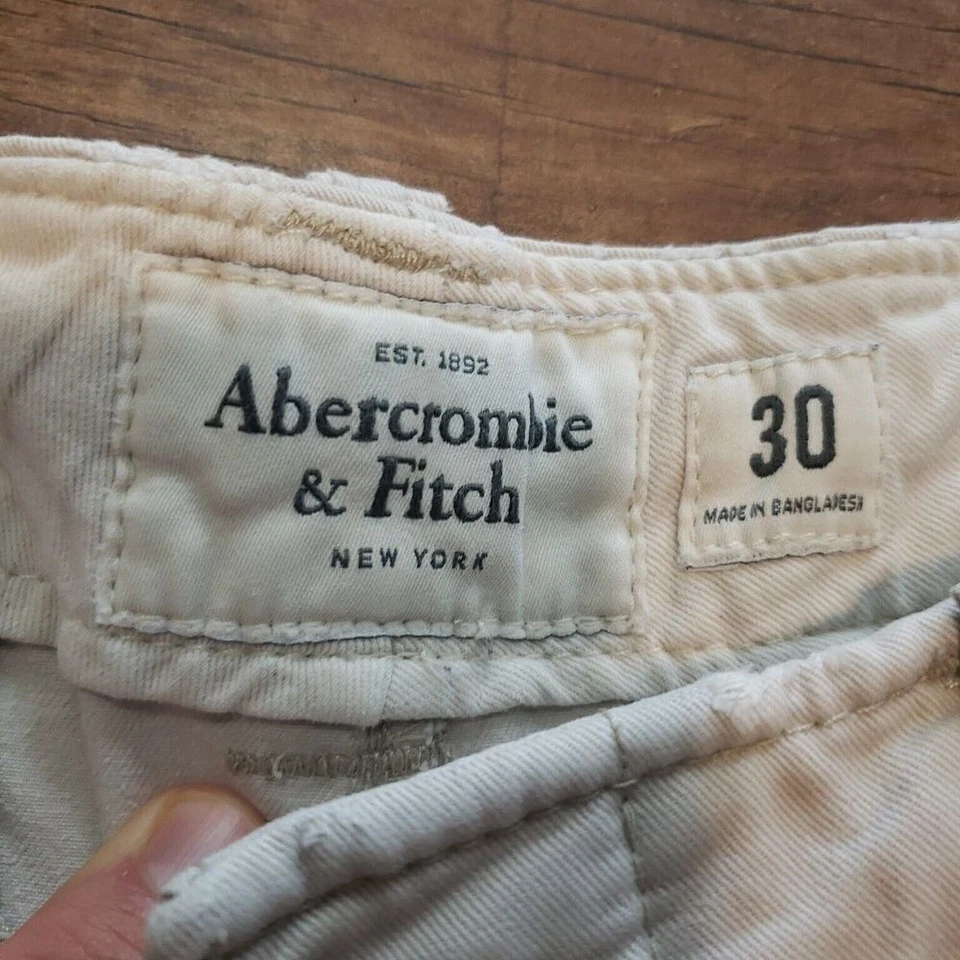 EST. 1892
Abercrombie
& Fitch
NEW YORK
30
MADE IN BANGLADESH